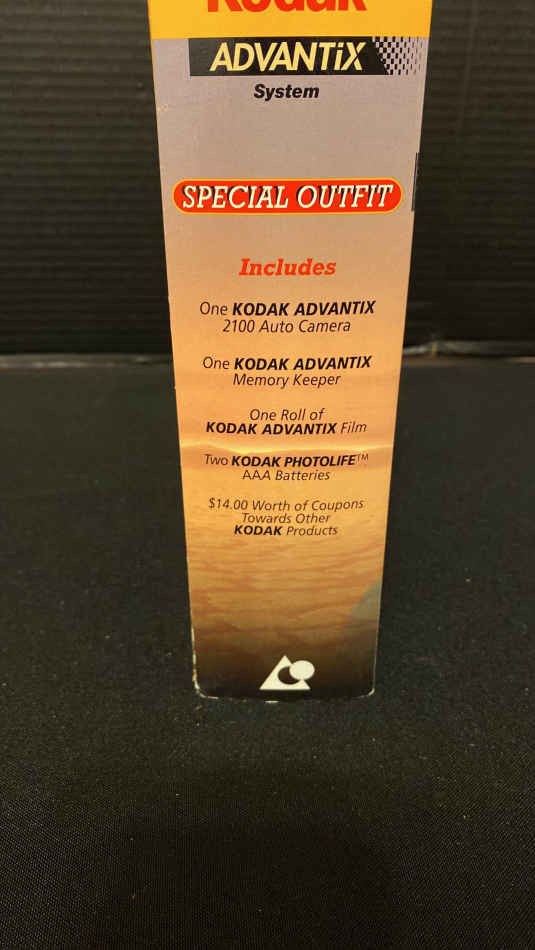 Kodak
ADVANTiX
System
SPECIAL OUTFIT
Includes
One KODAK ADVANTIX
2100 Auto Camera
One KODAK ADVANTIX
Memory Keeper
One Roll of
KODAK ADVANTIX Film
Two KODAK PHOTOLIFE™
AAA Batteries
$14.00 Worth of Coupons
Towards Other
KODAK Products